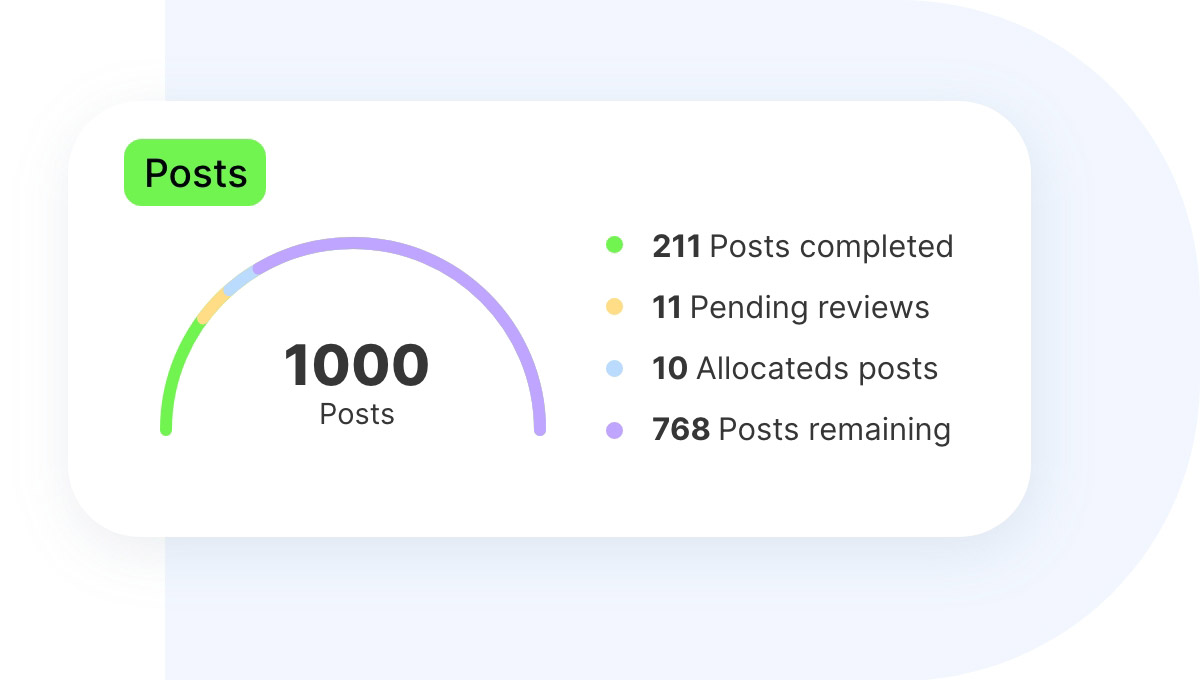 Posts
1000
Posts
211 Posts completed
11 Pending reviews
10 Allocateds posts
768 Posts remaining